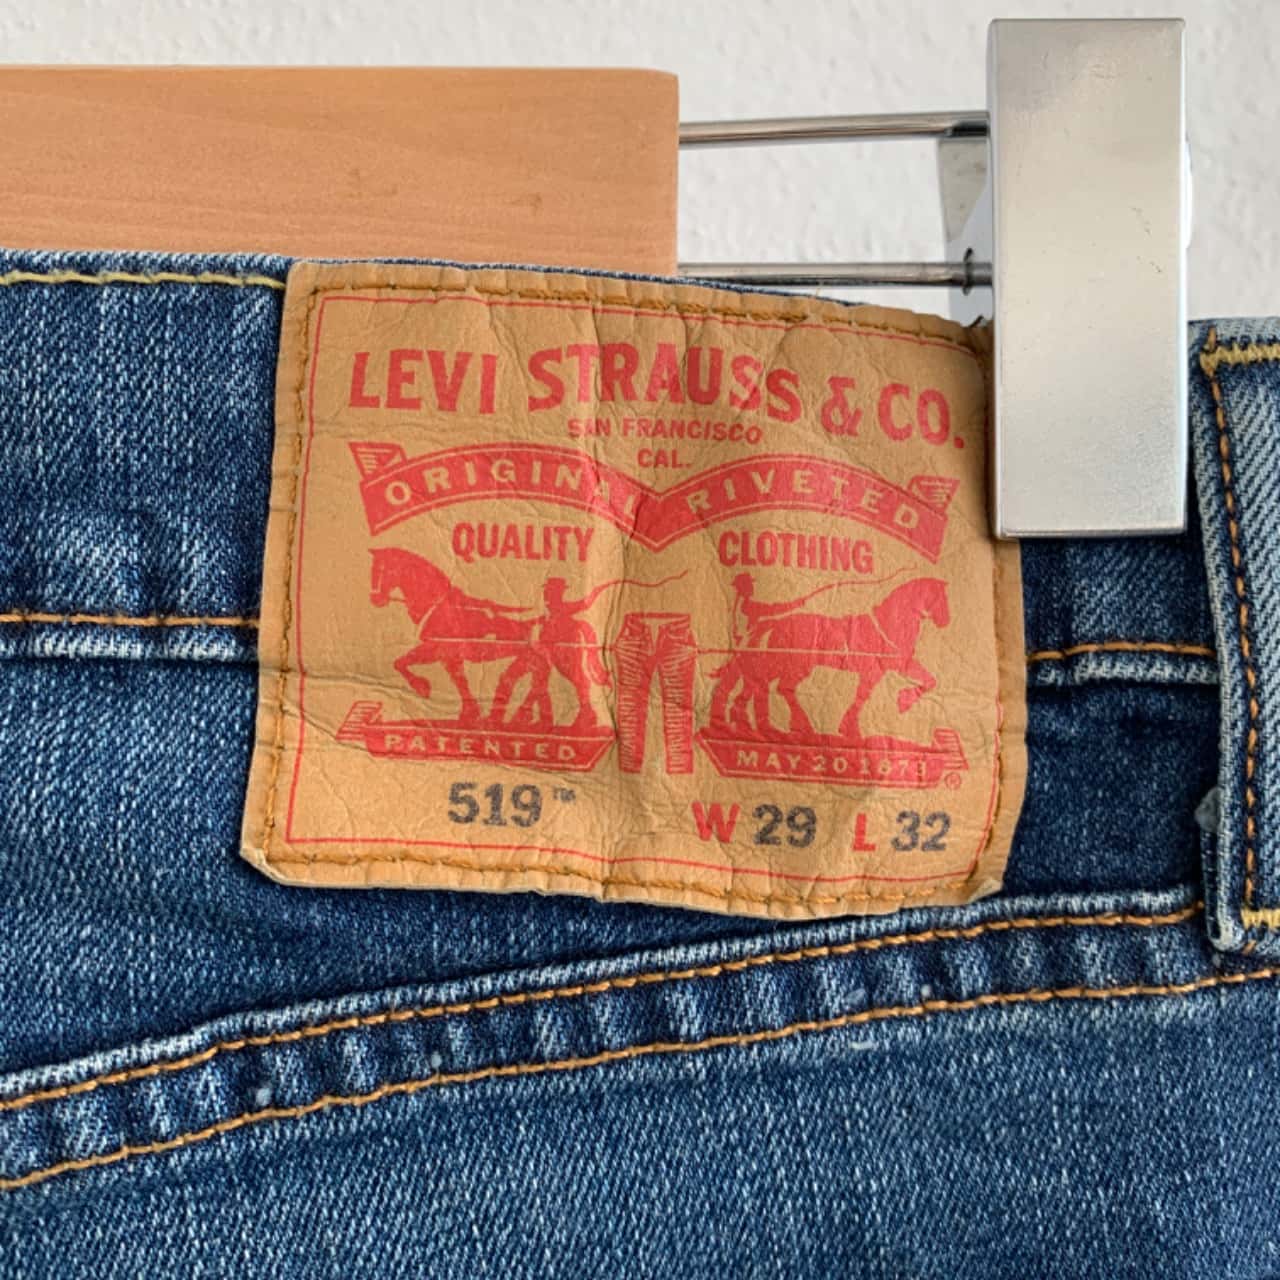 LEVI STRAUSS & CO.
SAN FRANCISCO
CAL.
ORIGINAL RIVETED
QUALITY CLOTHING
PATENTED MAY 20 1873 ®
519™ W 29 L 32